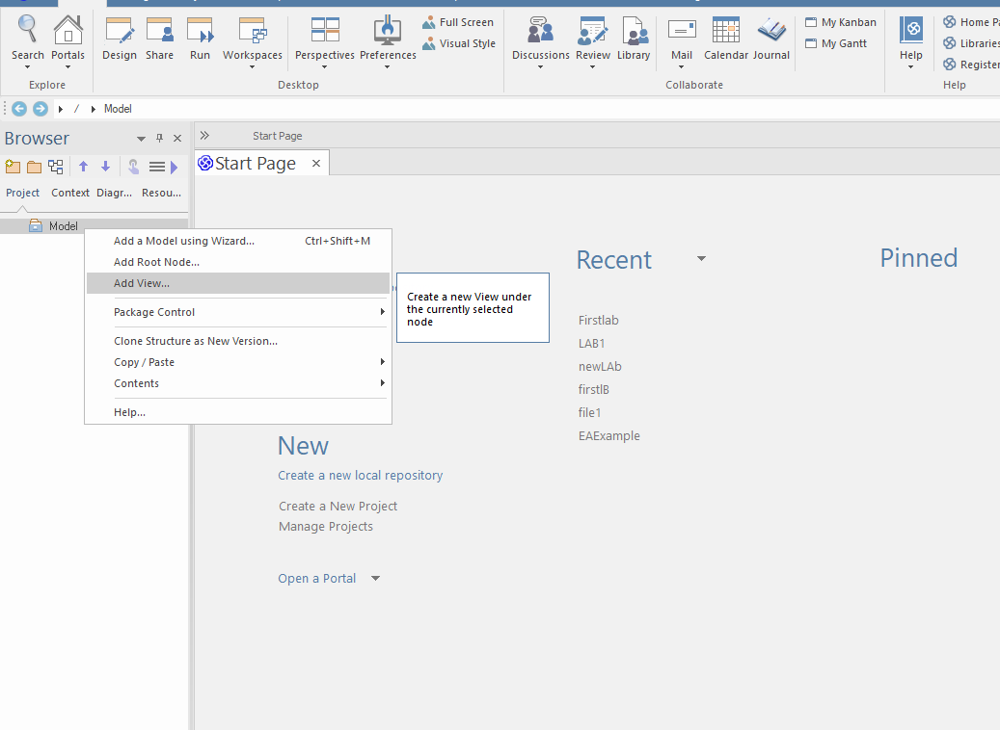 Full Screen
My Kanban
Home Pa
Visual Style
My Gantt
Libraries
Search
Portals
Design
Share
Run
Workspaces
Perspectives
Preferences
Discussions
Review
Library
Mail
Calendar
Journal
Help
Register
Explore
Desktop
Collaborate
Help
/
Model
Browser
Start Page
Start Page
Project
Context
Diagr...
Resou...
Model
Add a Model using Wizard... Ctrl+Shift+M
Add Root Node...
Add View...
Package Control
Clone Structure as New Version...
Copy / Paste
Contents
Help...
Create a new View under
the currently selected
node
Recent
Firstlab
LAB1
newLAb
firstlB
file1
EAExample
Pinned
New
Create a new local repository
Create a New Project
Manage Projects
Open a Portal